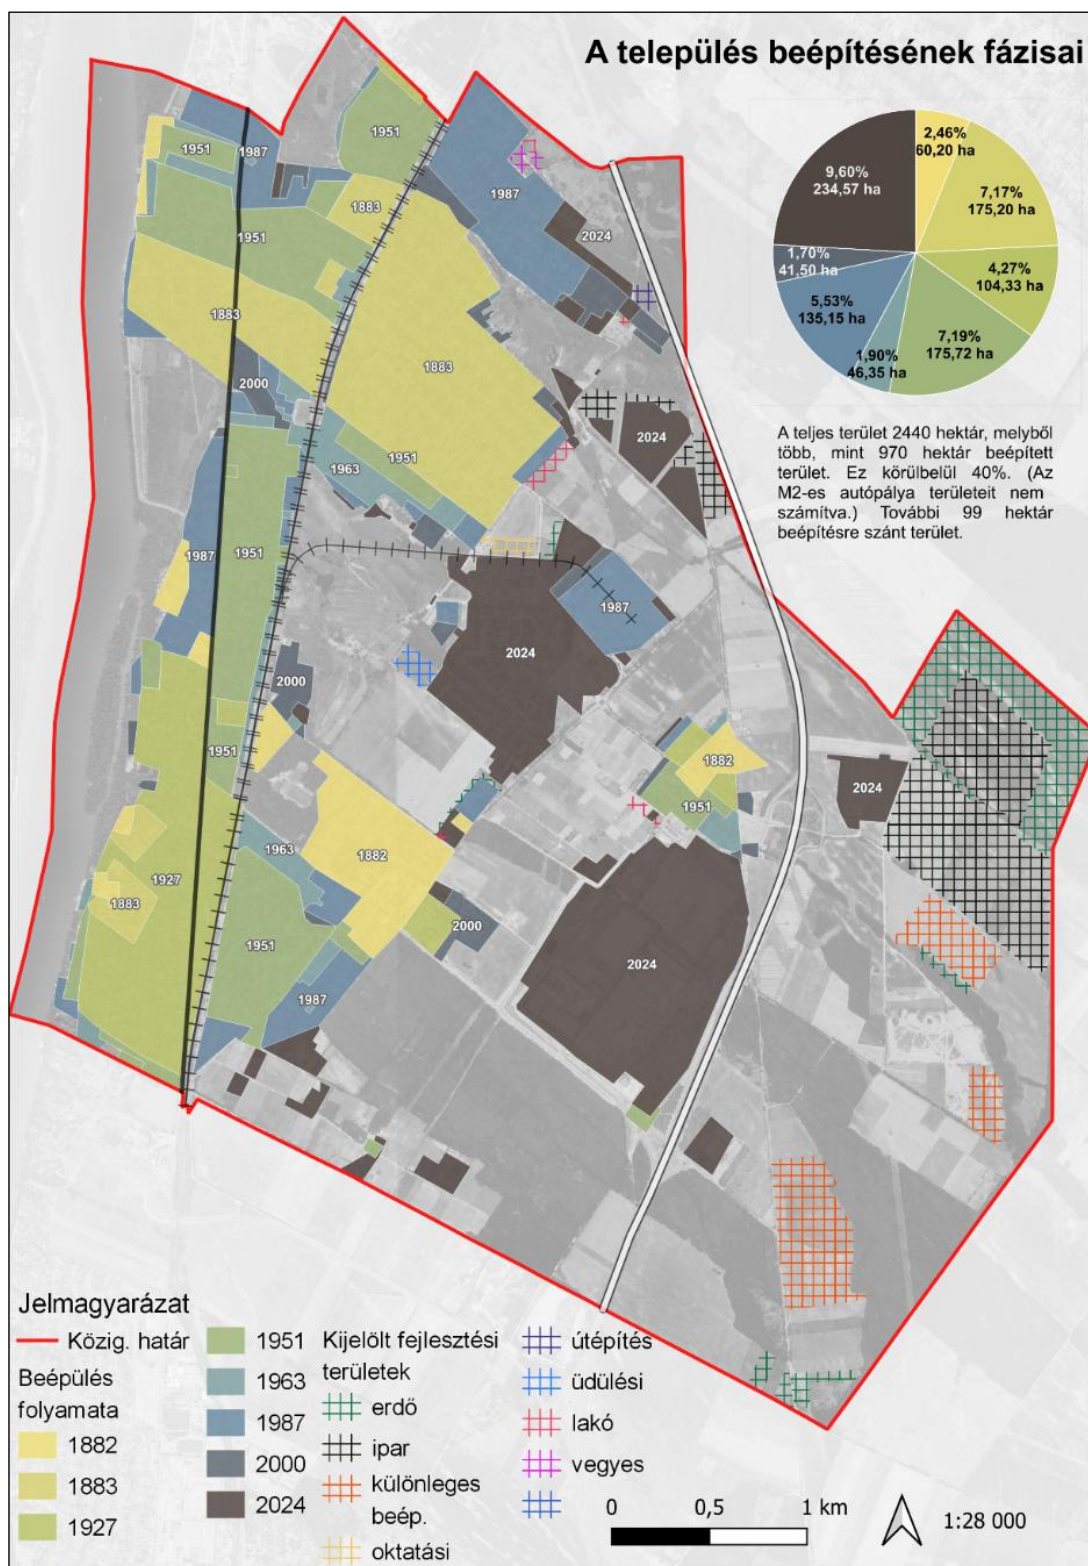 A település beépítésének fázisai
2,46%
60,20 ha
9,60%
234,57 ha
7,17%
175,20 ha
1,70%
41,50 ha
4,27%
104,33 ha
5,53%
135,15 ha
7,19%
175,72 ha
1,90%
46,35 ha
A teljes terület 2440 hektár, melyből
több, mint 970 hektár beépített
terület. Ez körülbelül 40%. (Az
M2-es autópálya területeit nem
számítva.) További 99 hektár
beépítésre szánt terület.
1951
1951
1987
1987
1883
2024
1951
1883
1883
2000
2024
1951
1963
1951
1987
1987
2024
2000
1951
1882
2024
1951
1963
1882
1927
1883
2000
1951
2024
1987
Jelmagyarázat
Közig. határ
Beépülés
folyamata
1882
1883
1927
1951
1963
1987
2000
2024
Kijelölt fejlesztési
területek
erdő
ipar
különleges
beép.
oktatási
útépítés
üdülési
lakó
vegyes
0 0,5 1 km
1:28 000